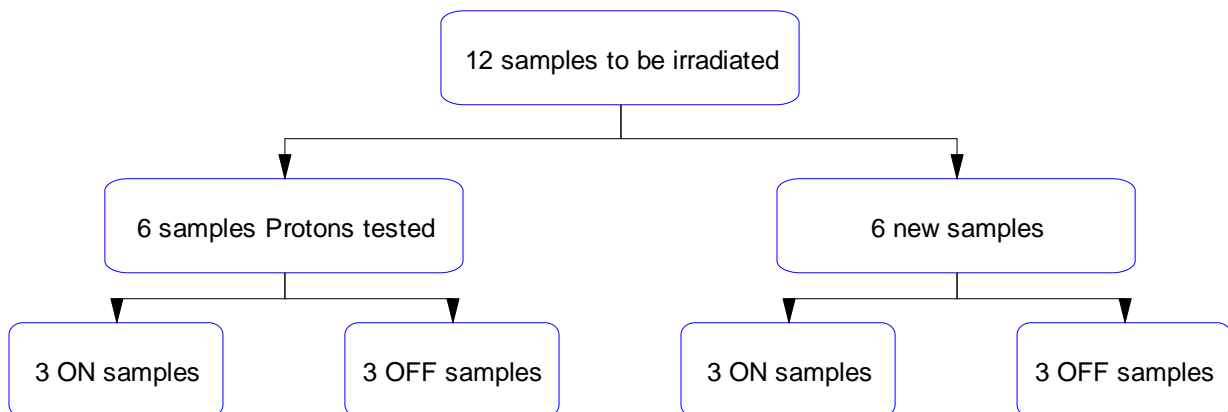 12 samples to be irradiated
6 samples Protons tested
6 new samples
3 ON samples
3 OFF samples
3 ON samples
3 OFF samples